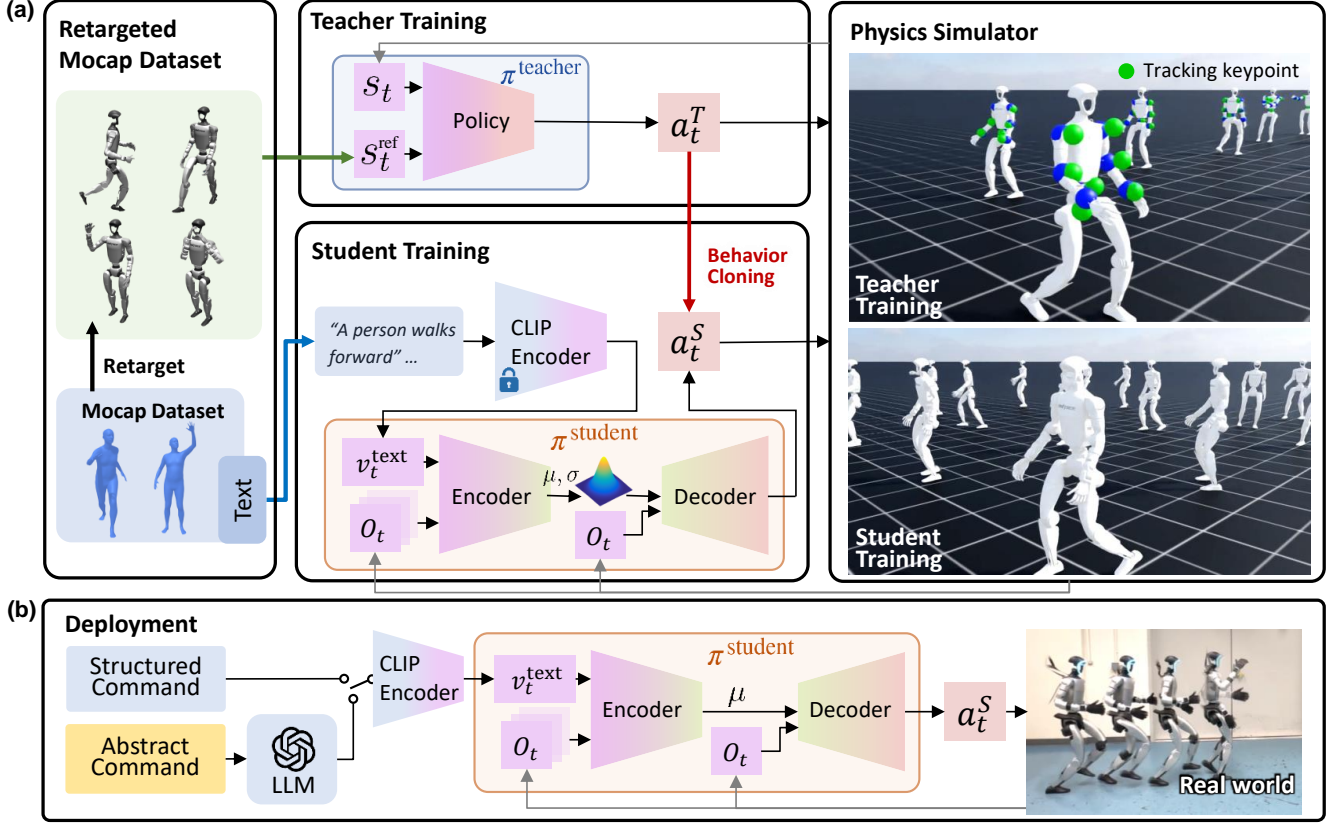 (a)
Retargeted
Mocap Dataset
Retarget
Mocap Dataset
Text
Teacher Training
π^teacher
s_t
s_t^ref
Policy
a_t^T
Behavior
Cloning
Student Training
“A person walks
forward” ...
CLIP
Encoder
a_t^S
π^student
v_t^text
O_t
Encoder
μ, σ
O_t
Decoder
Physics Simulator
Tracking keypoint
Teacher
Training
Student
Training
(b)
Deployment
Structured
Command
Abstract
Command
LLM
CLIP
Encoder
π^student
v_t^text
O_t
Encoder
μ
O_t
Decoder
a_t^S
Real world